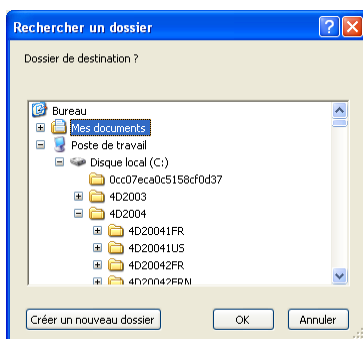 Rechercher un dossier
Dossier de destination ?
Bureau
Mes documents
Poste de travail
Disque local (C:)
0cc07eca0c5158cf0d37
4D2003
4D2004
4D20041FR
4D20041US
4D20042FR
4D20042FRN
Créer un nouveau dossier OK Annuler